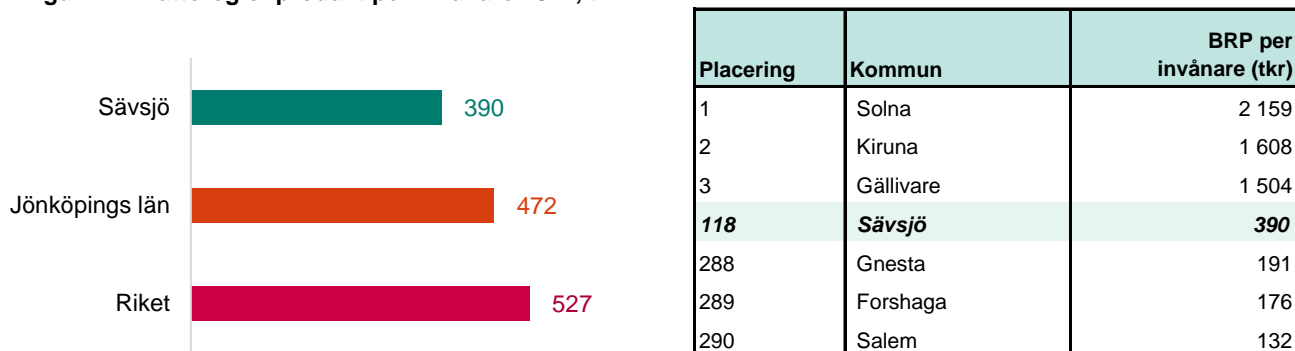 Sävsjö 390
Jönköpings län 472
Riket 527
Placering Kommun BRP per invånare (tkr)
1 Solna 2 159
2 Kiruna 1 608
3 Gällivare 1 504
118 Sävsjö 390
288 Gnesta 191
289 Forshaga 176
290 Salem 132